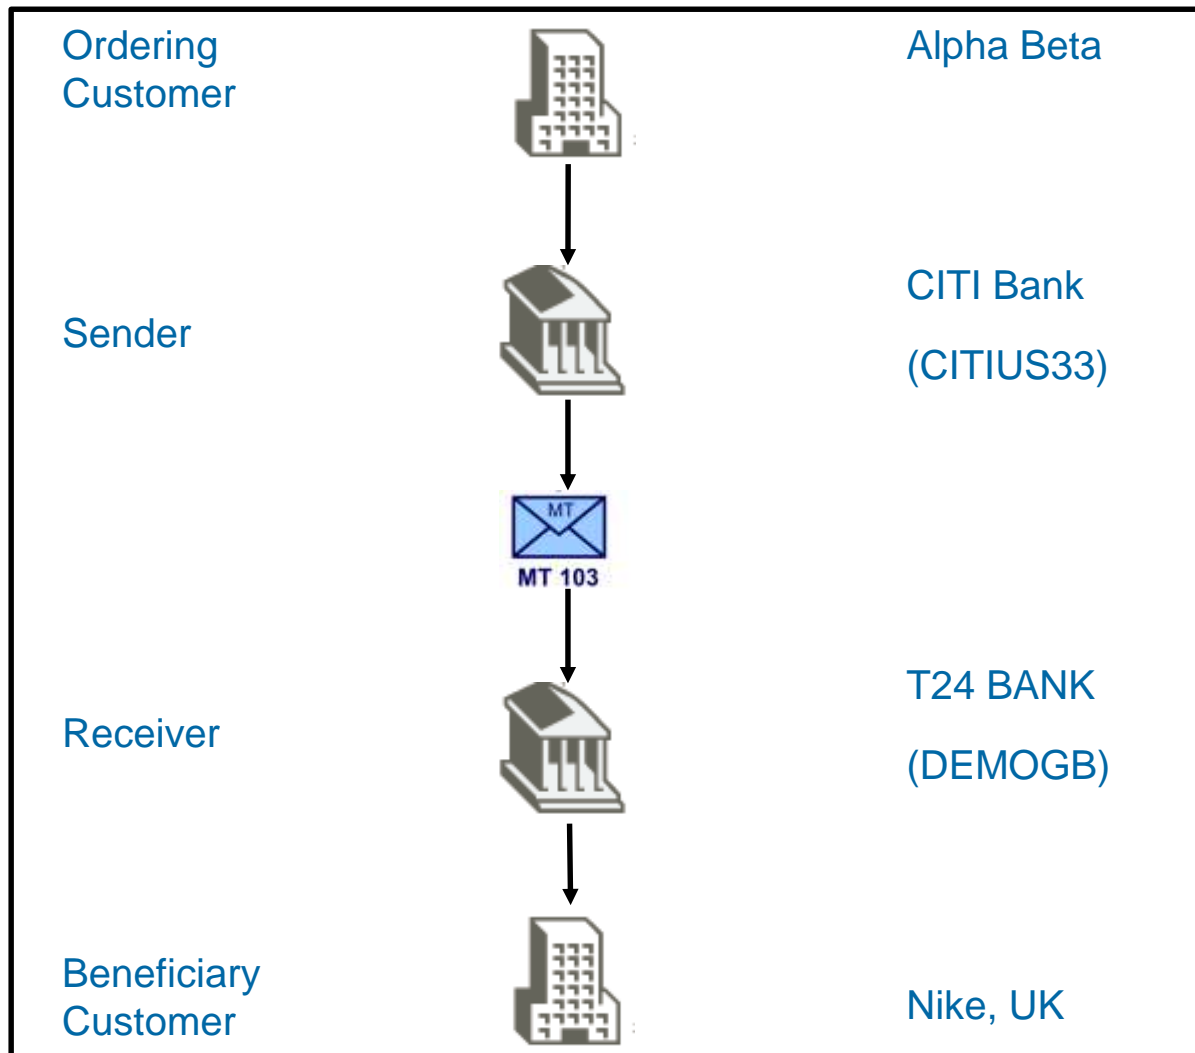 Ordering
Customer
Alpha Beta
Sender
CITI Bank
(CITIUS33)
MT
MT 103
Receiver
T24 BANK
(DEMOGB)
Beneficiary
Customer
Nike, UK